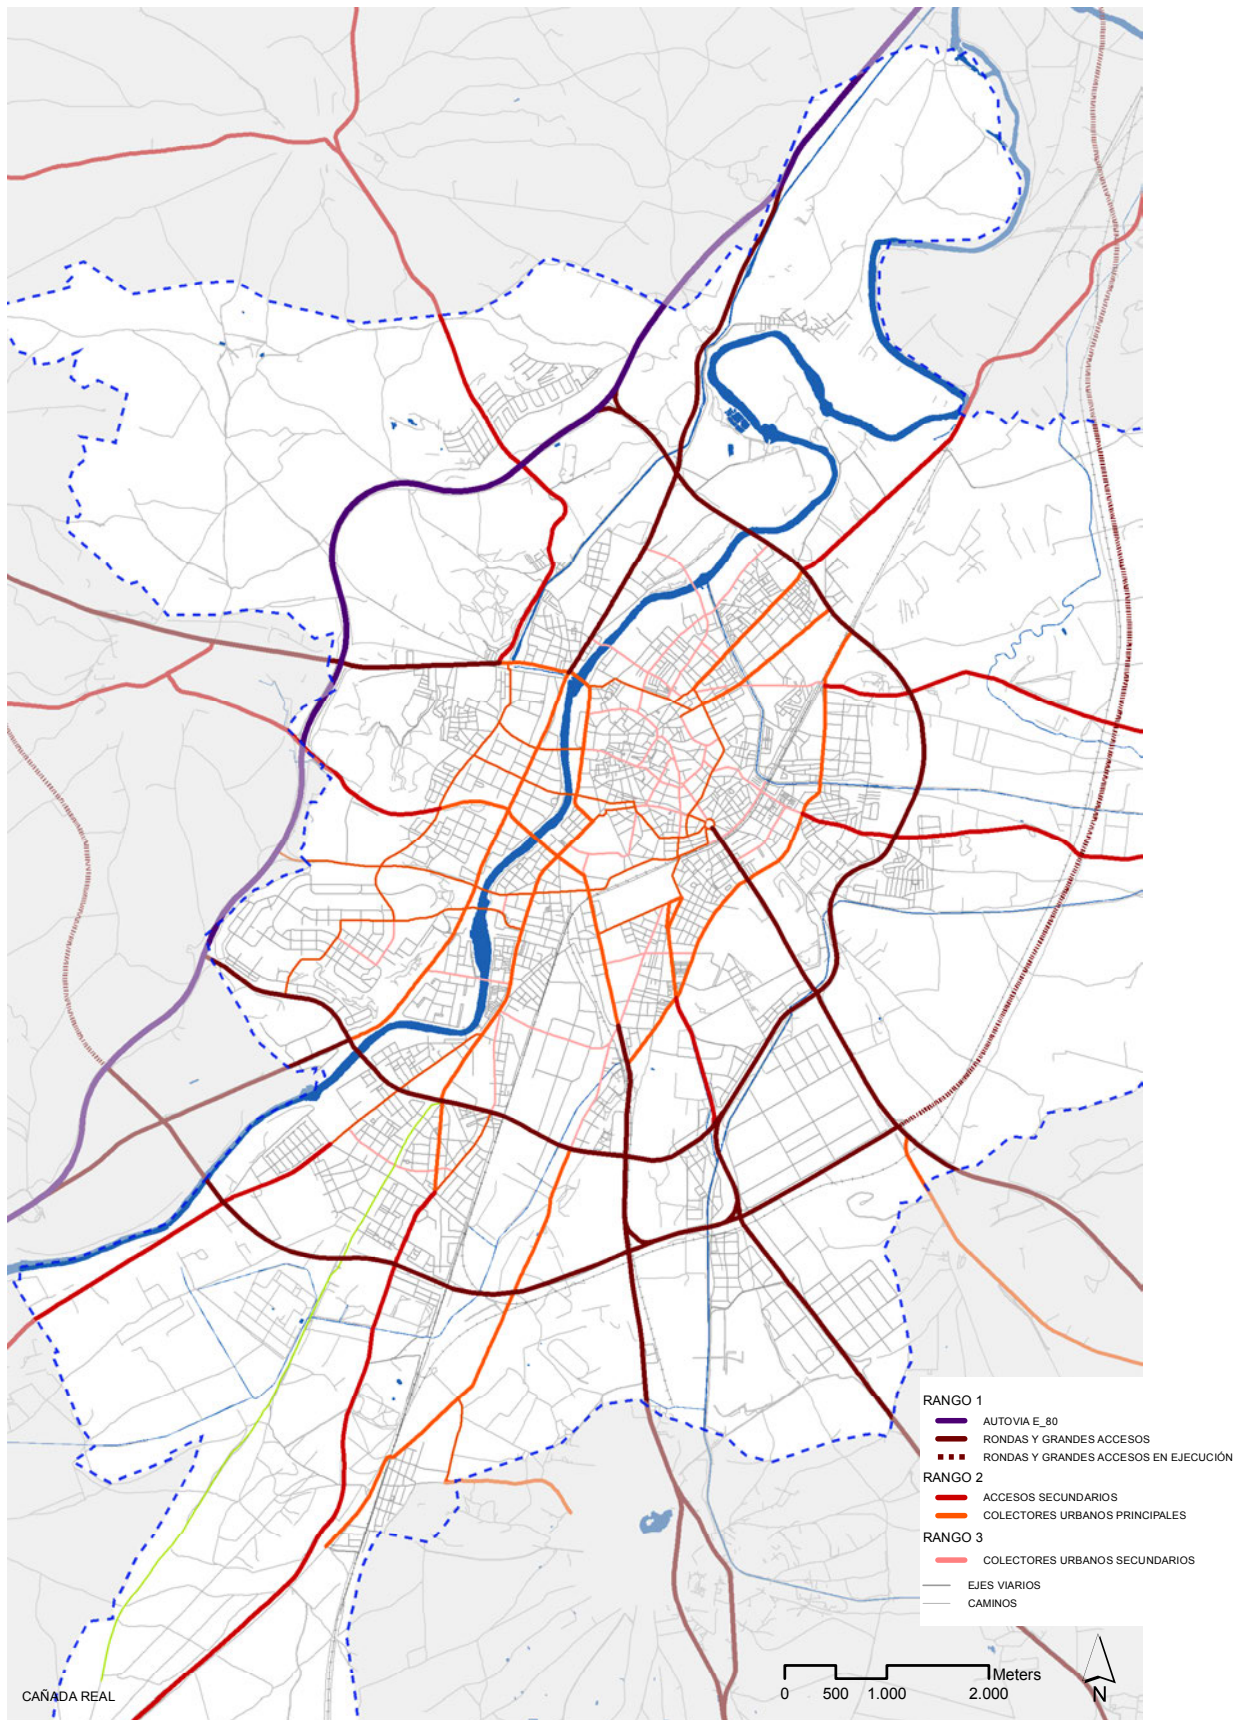 RANGO 1
AUTOVIA E_80
RONDAS Y GRANDES ACCESOS
RONDAS Y GRANDES ACCESOS EN EJECUCIÓN
RANGO 2
ACCESOS SECUNDARIOS
COLECTORES URBANOS PRINCIPALES
RANGO 3
COLECTORES URBANOS SECUNDARIOS
EJES VIARIOS
CAMINOS
Meters
0 500 1.000 2.000
N
CAÑADA REAL